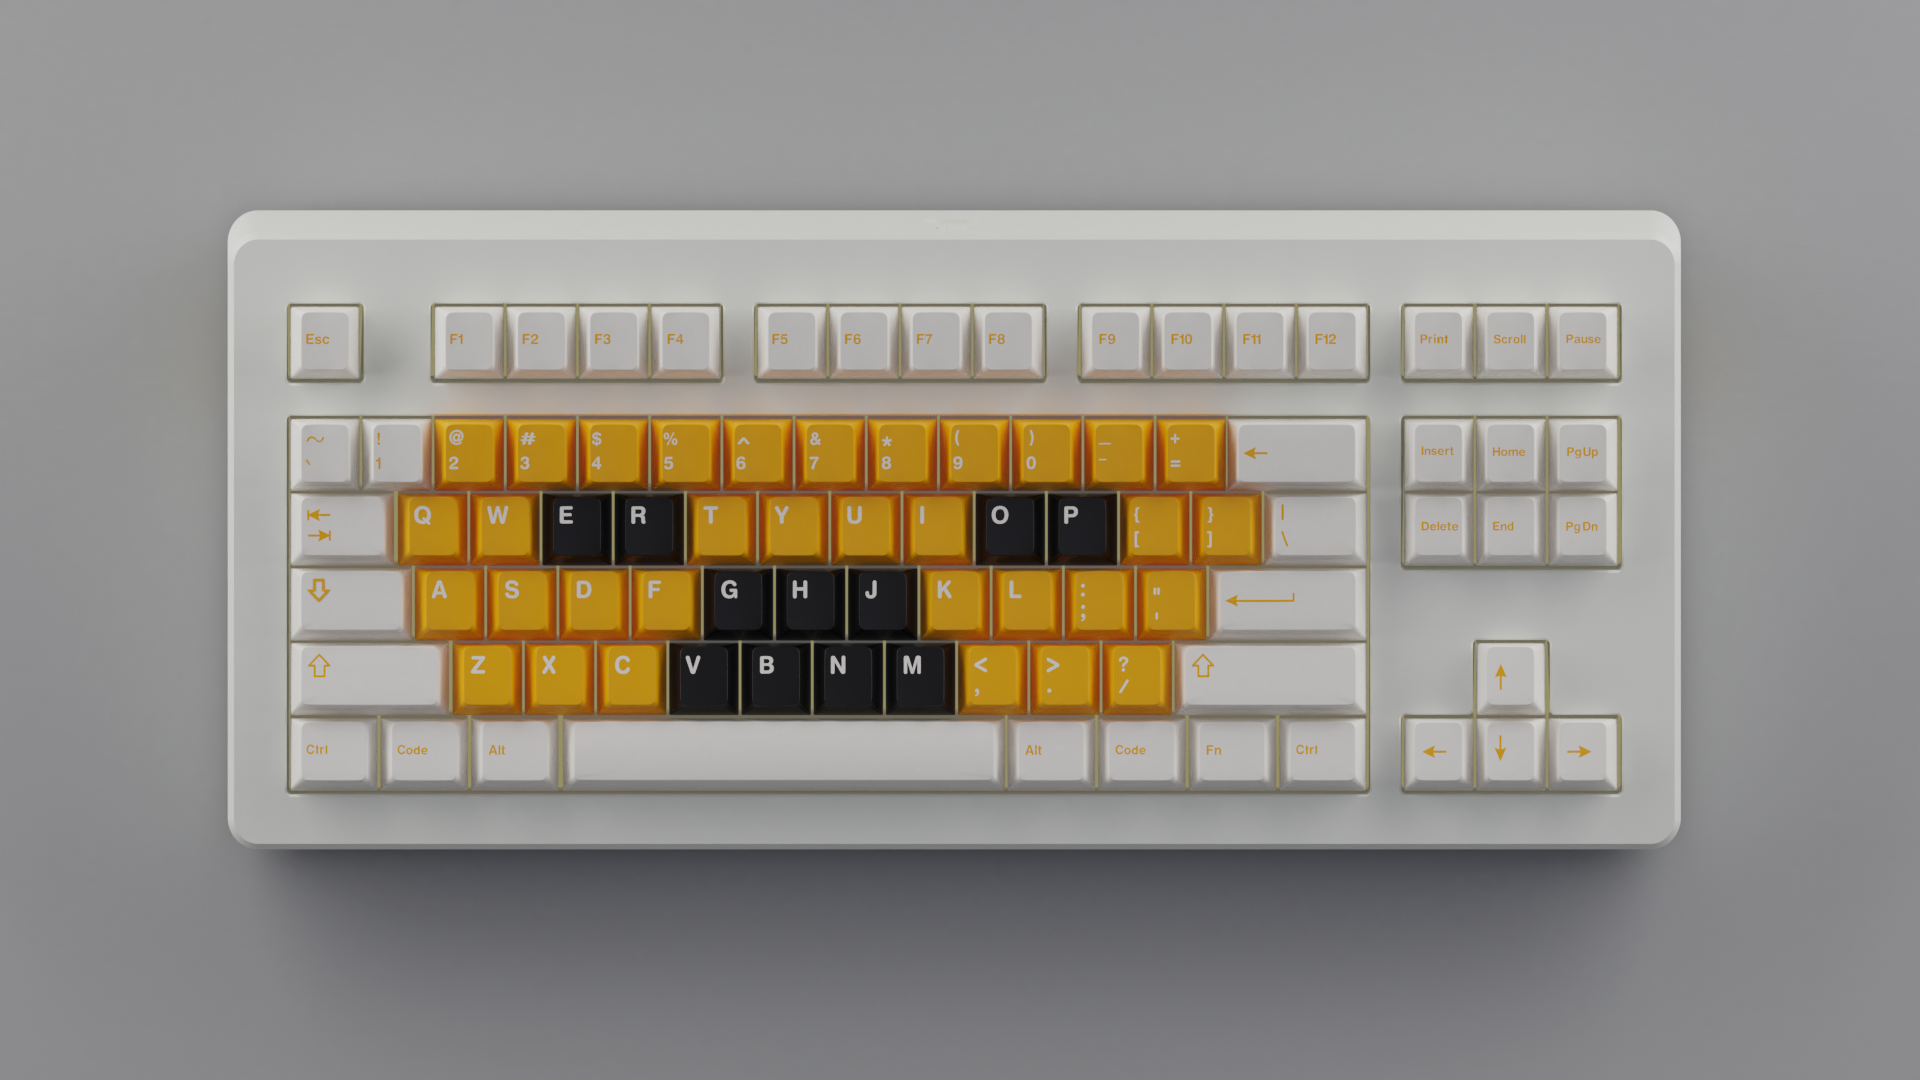 Esc F1 F2 F3 F4 F5 F6 F7 F8 F9 F10 F11 F12 Print Scroll Pause
~ ! @ # $ % ^ & * ( ) _ +
` 1 2 3 4 5 6 7 8 9 0 - = ← Insert Home PgUp
⇤ Q W E R T Y U I O P { } |
⇥ [ ] \ Delete End PgDn
⇩ A S D F G H J K L : "
; '
⇧ Z X C V B N M < > ? ⇧ ↑
, . /
Ctrl Code Alt Alt Code Fn Ctrl ← ↓ →